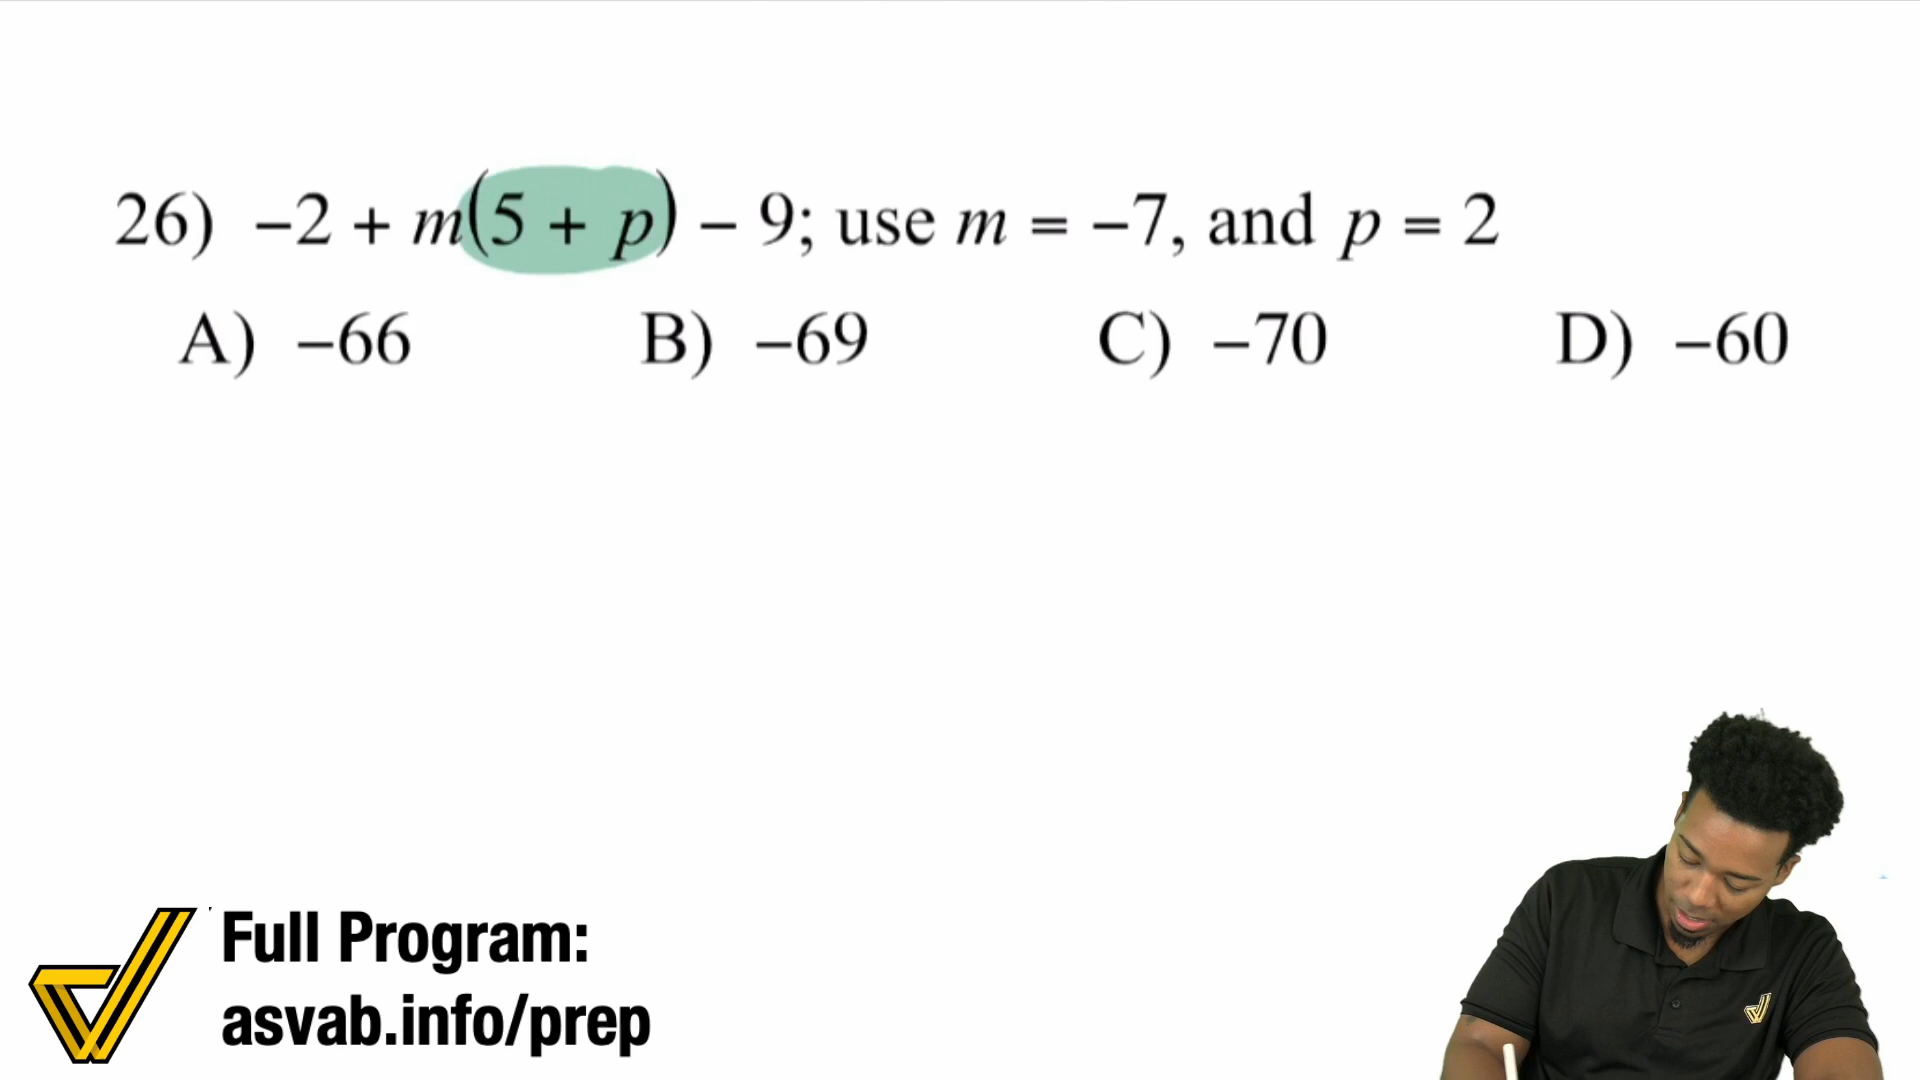 26) −2 + m(5 + p) − 9; use m = −7, and p = 2
A) −66 B) −69 C) −70 D) −60
Full Program:
asvab.info/prep